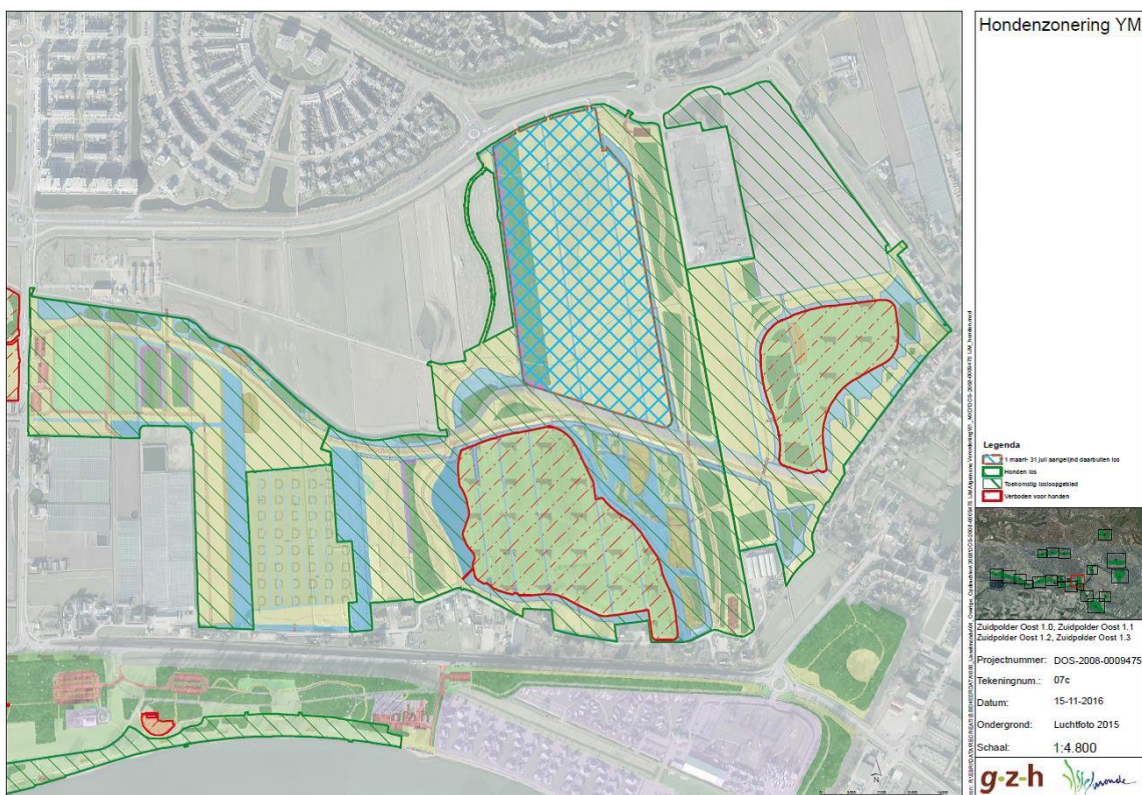 Hondenzonering YM
Legenda
1 maart- 31 juli aangelijnd daarbuiten los
Honden los
Toekomstig losloopgebied
Verboden voor honden
Zuidpolder Oost 1.0, Zuidpolder Oost 1.1
Zuidpolder Oost 1.2, Zuidpolder Oost 1.3
Projectnummer: DOS-2008-0009475
Tekeningnum.: 07c
Datum: 15-11-2016
Ondergrond: Luchtfoto 2015
Schaal: 1:4.800
N
g·z·h